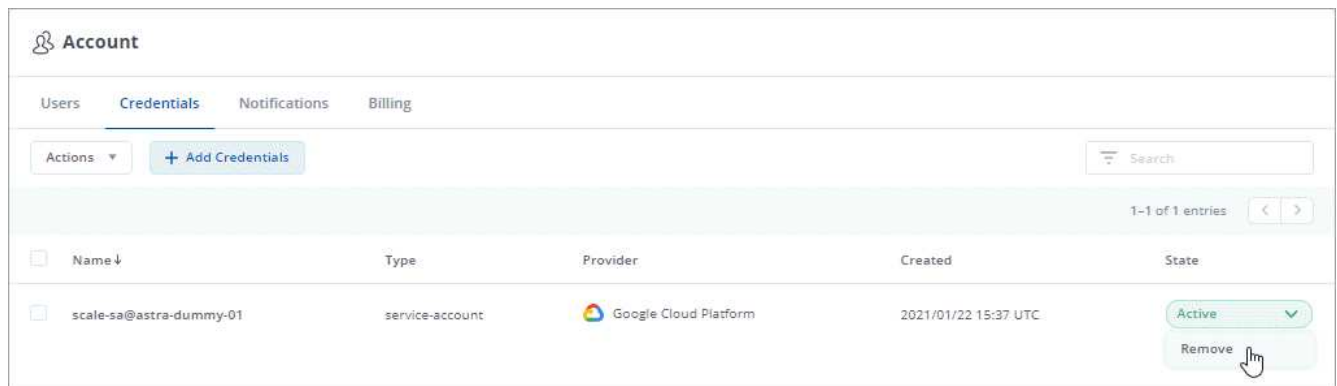 Account
Users Credentials Notifications Billing
Actions + Add Credentials Search
1–1 of 1 entries
Name↓ Type Provider Created State
scale-sa@astra-dummy-01 service-account Google Cloud Platform 2021/01/22 15:37 UTC Active
Remove